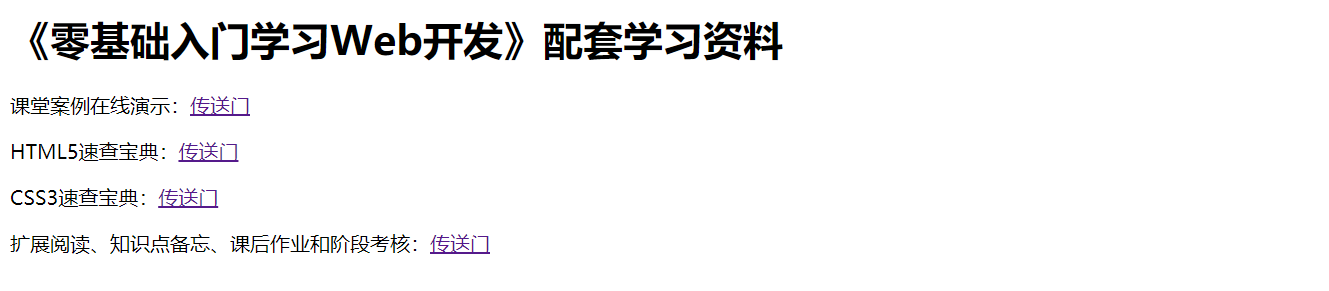 《零基础入门学习Web开发》配套学习资料
课堂案例在线演示：传送门
HTML5速查宝典：传送门
CSS3速查宝典：传送门
扩展阅读、知识点备忘、课后作业和阶段考核：传送门